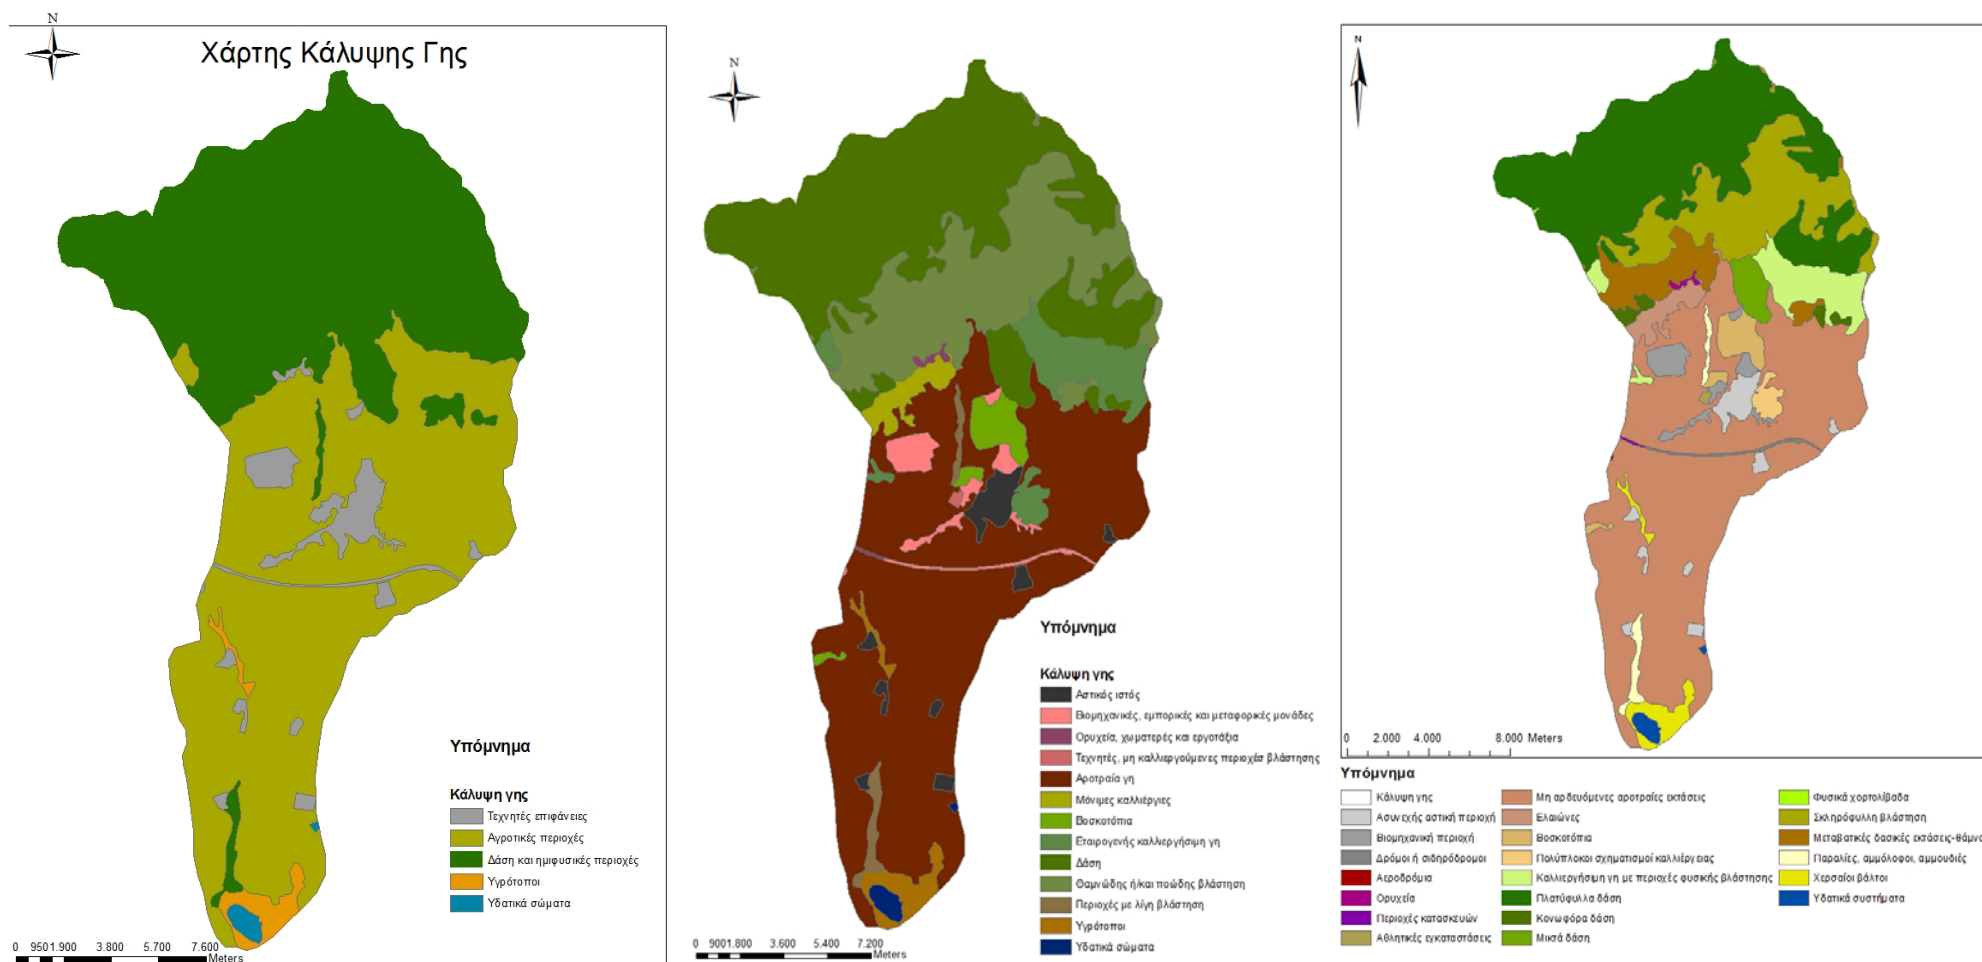 N
Χάρτης Κάλυψης Γης
Υπόμνημα
Κάλυψη γης
Τεχνητές επιφάνειες
Αγροτικές περιοχές
Δάση και ημιφυσικές περιοχές
Υγρότοποι
Υδατικά σώματα
0 950 1.900 3.800 5.700 7.600
Meters
N
Υπόμνημα
Κάλυψη γης
Αστικός ιστός
Βιομηχανικές, εμπορικές και μεταφορικές μονάδες
Ορυχεία, χωματερές και εργοτάξια
Τεχνητές, μη καλλιεργούμενες περιοχές βλάστησης
Αροτραία γη
Μόνιμες καλλιέργιες
Βοσκοτόπια
Εταιρογενής καλλιεργήσιμη γη
Δάση
Θαμνώδης ή/και ποώδης βλάστηση
Περιοχές με λίγη βλάστηση
Υγρότοποι
Υδατικά σώματα
0 900 1.800 3.600 5.400 7.200
Meters
N
0 2.000 4.000 8.000 Meters
Υπόμνημα
Κάλυψη γης
Ασυνεχής αστική περιοχή
Βιομηχανική περιοχή
Δρόμοι ή σιδηρόδρομοι
Αεροδρόμια
Ορυχεία
Περιοχές κατασκευών
Αθλητικές εγκαταστάσεις
Μη αρδευόμενες αροτραίες εκτάσεις
Ελαιώνες
Βοσκοτόπια
Πολύπλοκοι σχηματισμοί καλλιέργειας
Καλλιεργήσιμη γη με περιοχές φυσικής βλάστησης
Πλατύφυλλα δάση
Κωνοφόρα δάση
Μικτά δάση
Φυσικά χορτολίβαδα
Σκληρόφυλλη βλάστηση
Μεταβατικές δασικές εκτάσεις-θάμνο
Παραλίες, αμμόλοφοι, αμμουδιές
Χερσαίοι βάλτοι
Υδατικά συστήματα